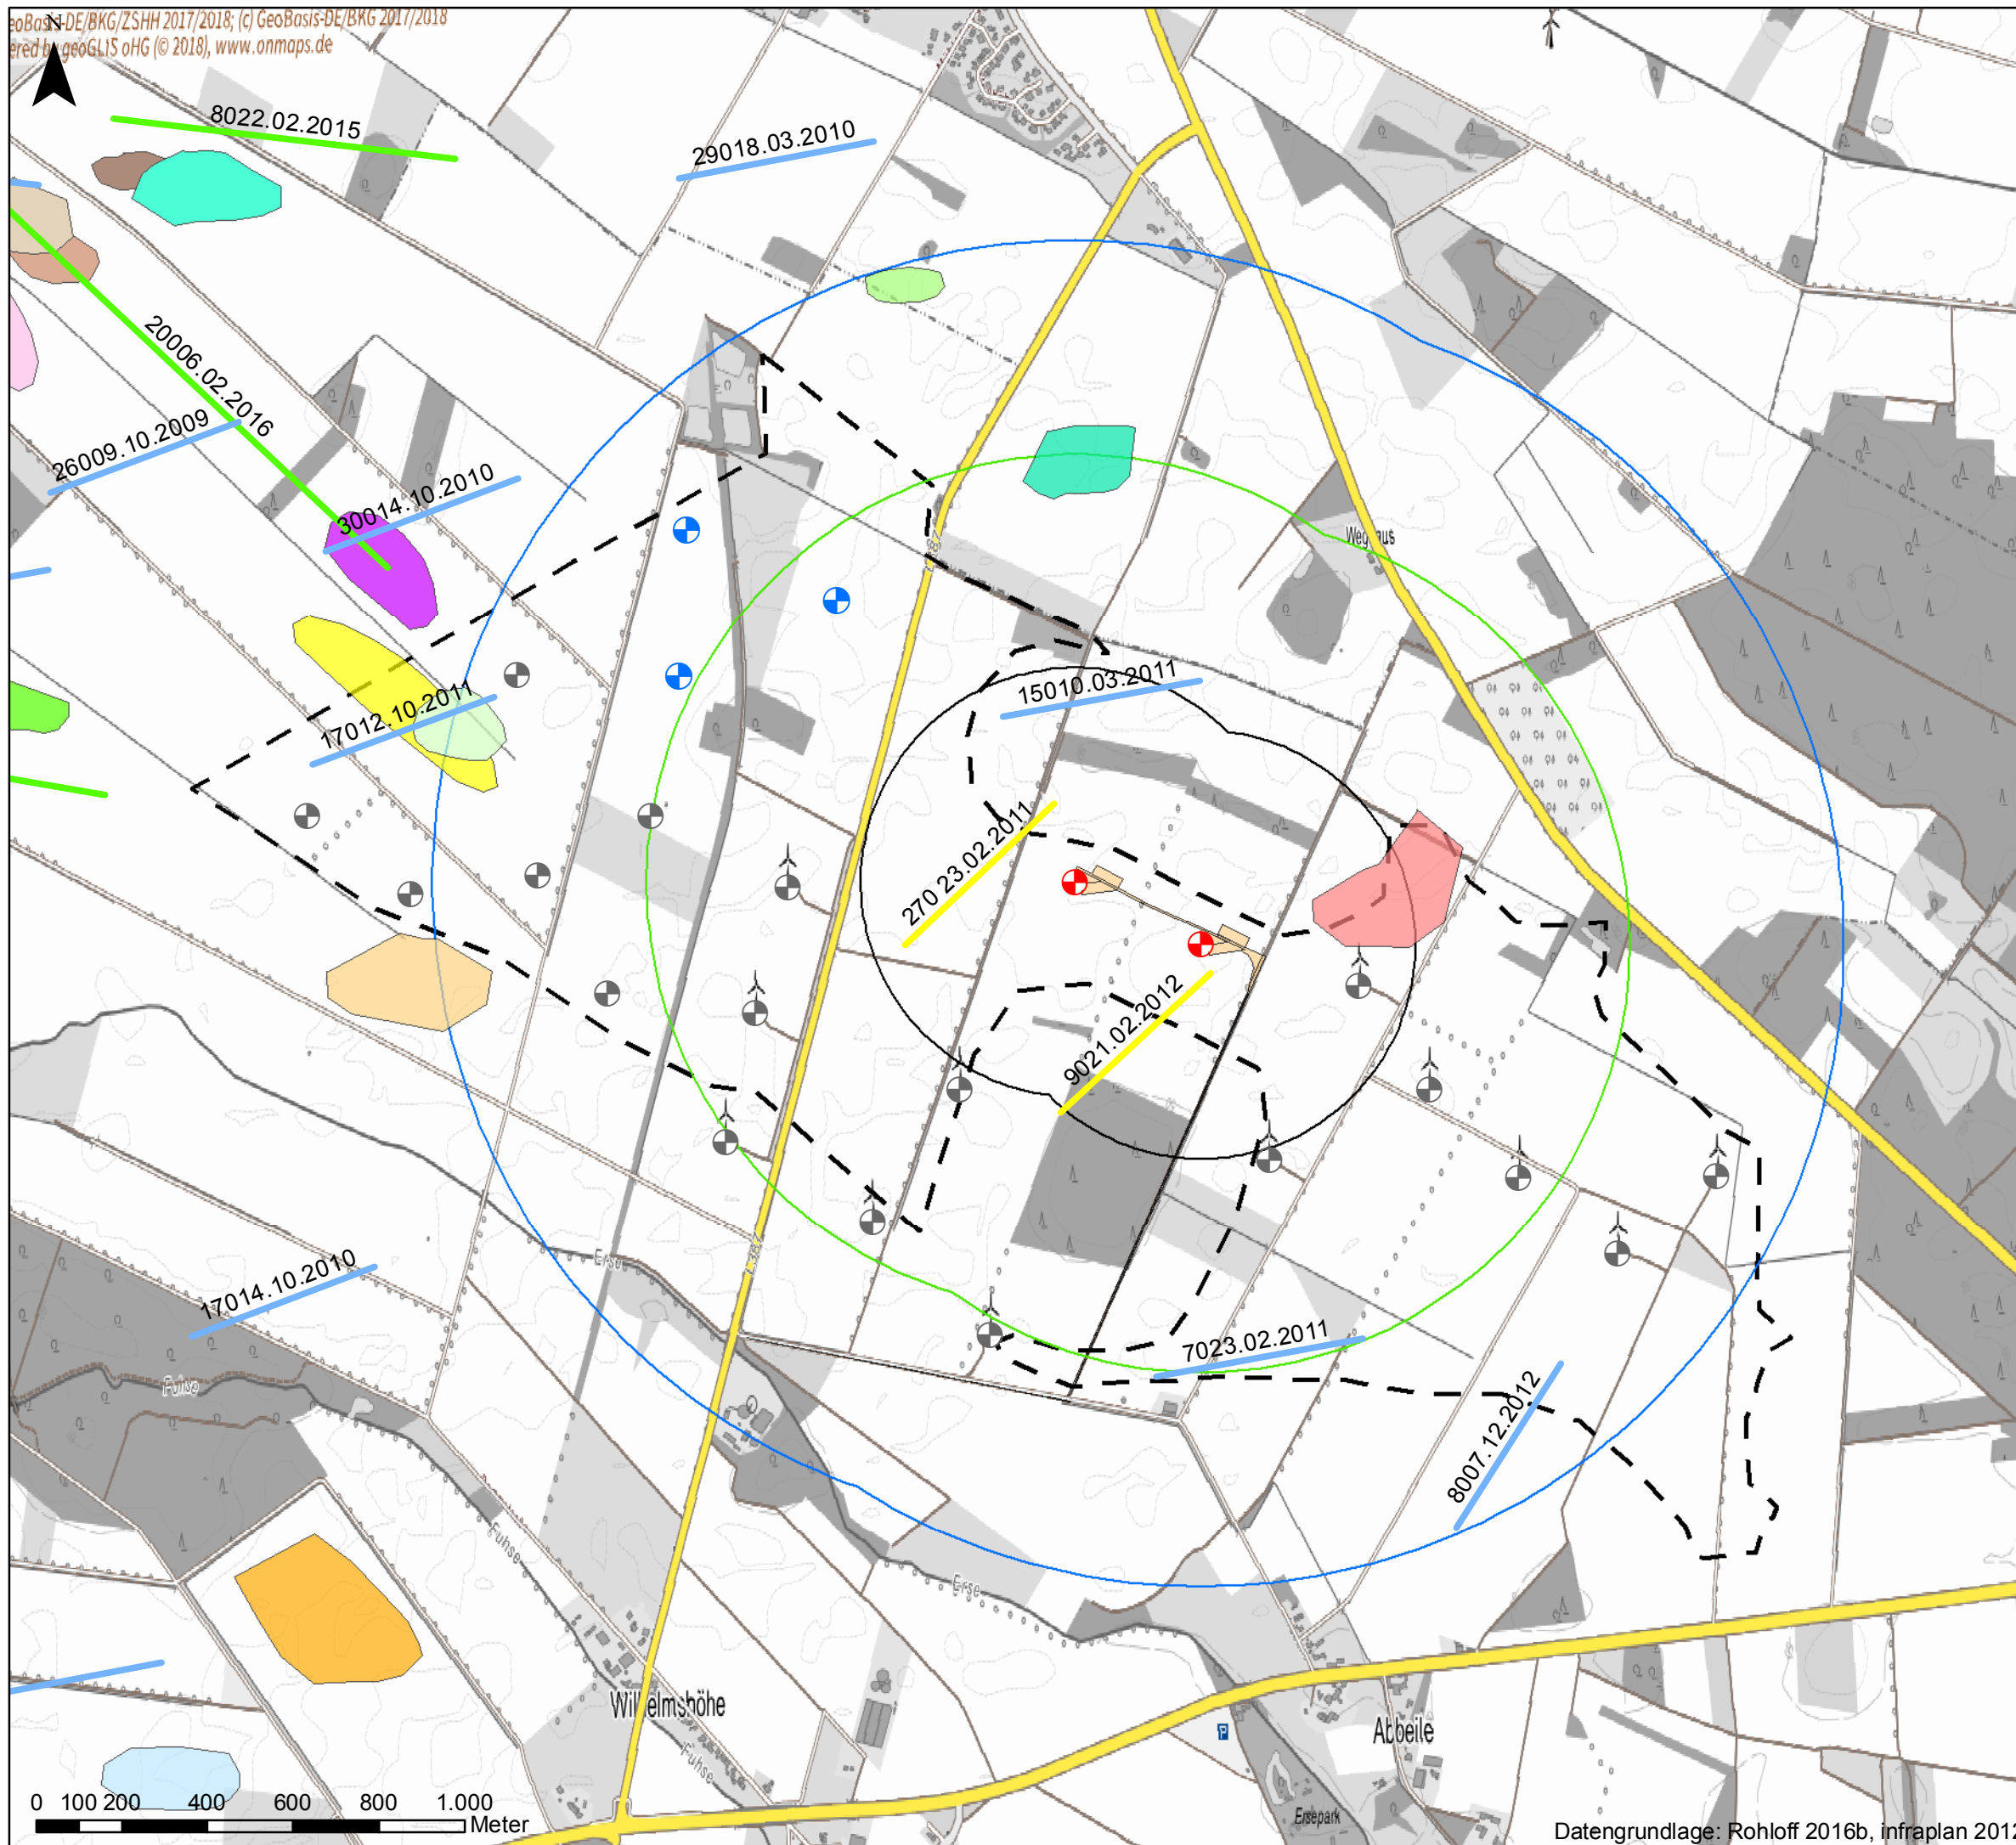 eoBasis-DE/BKG/ZSHH 2017/2018; (c) GeoBasis-DE/BKG 2017/2018
ered by geoGLIS oHG (© 2018), www.onmaps.de
N
8022.02.2015
29018.03.2010
20006.02.2016
26009.10.2009
30014.10.2010
Weghaus
17012.10.2011
15010.03.2011
270 23.02.2011
9021.02.2012
Erse
17014.10.2010
7023.02.2011
8007.12.2012
Fuhse
Fuhse
Erse
Wilhelmshöhe
Fuhse
P
Abbeile
Ersepark
0 100 200 400 600 800 1.000
Meter
Datengrundlage: Rohloff 2016b, infraplan 201